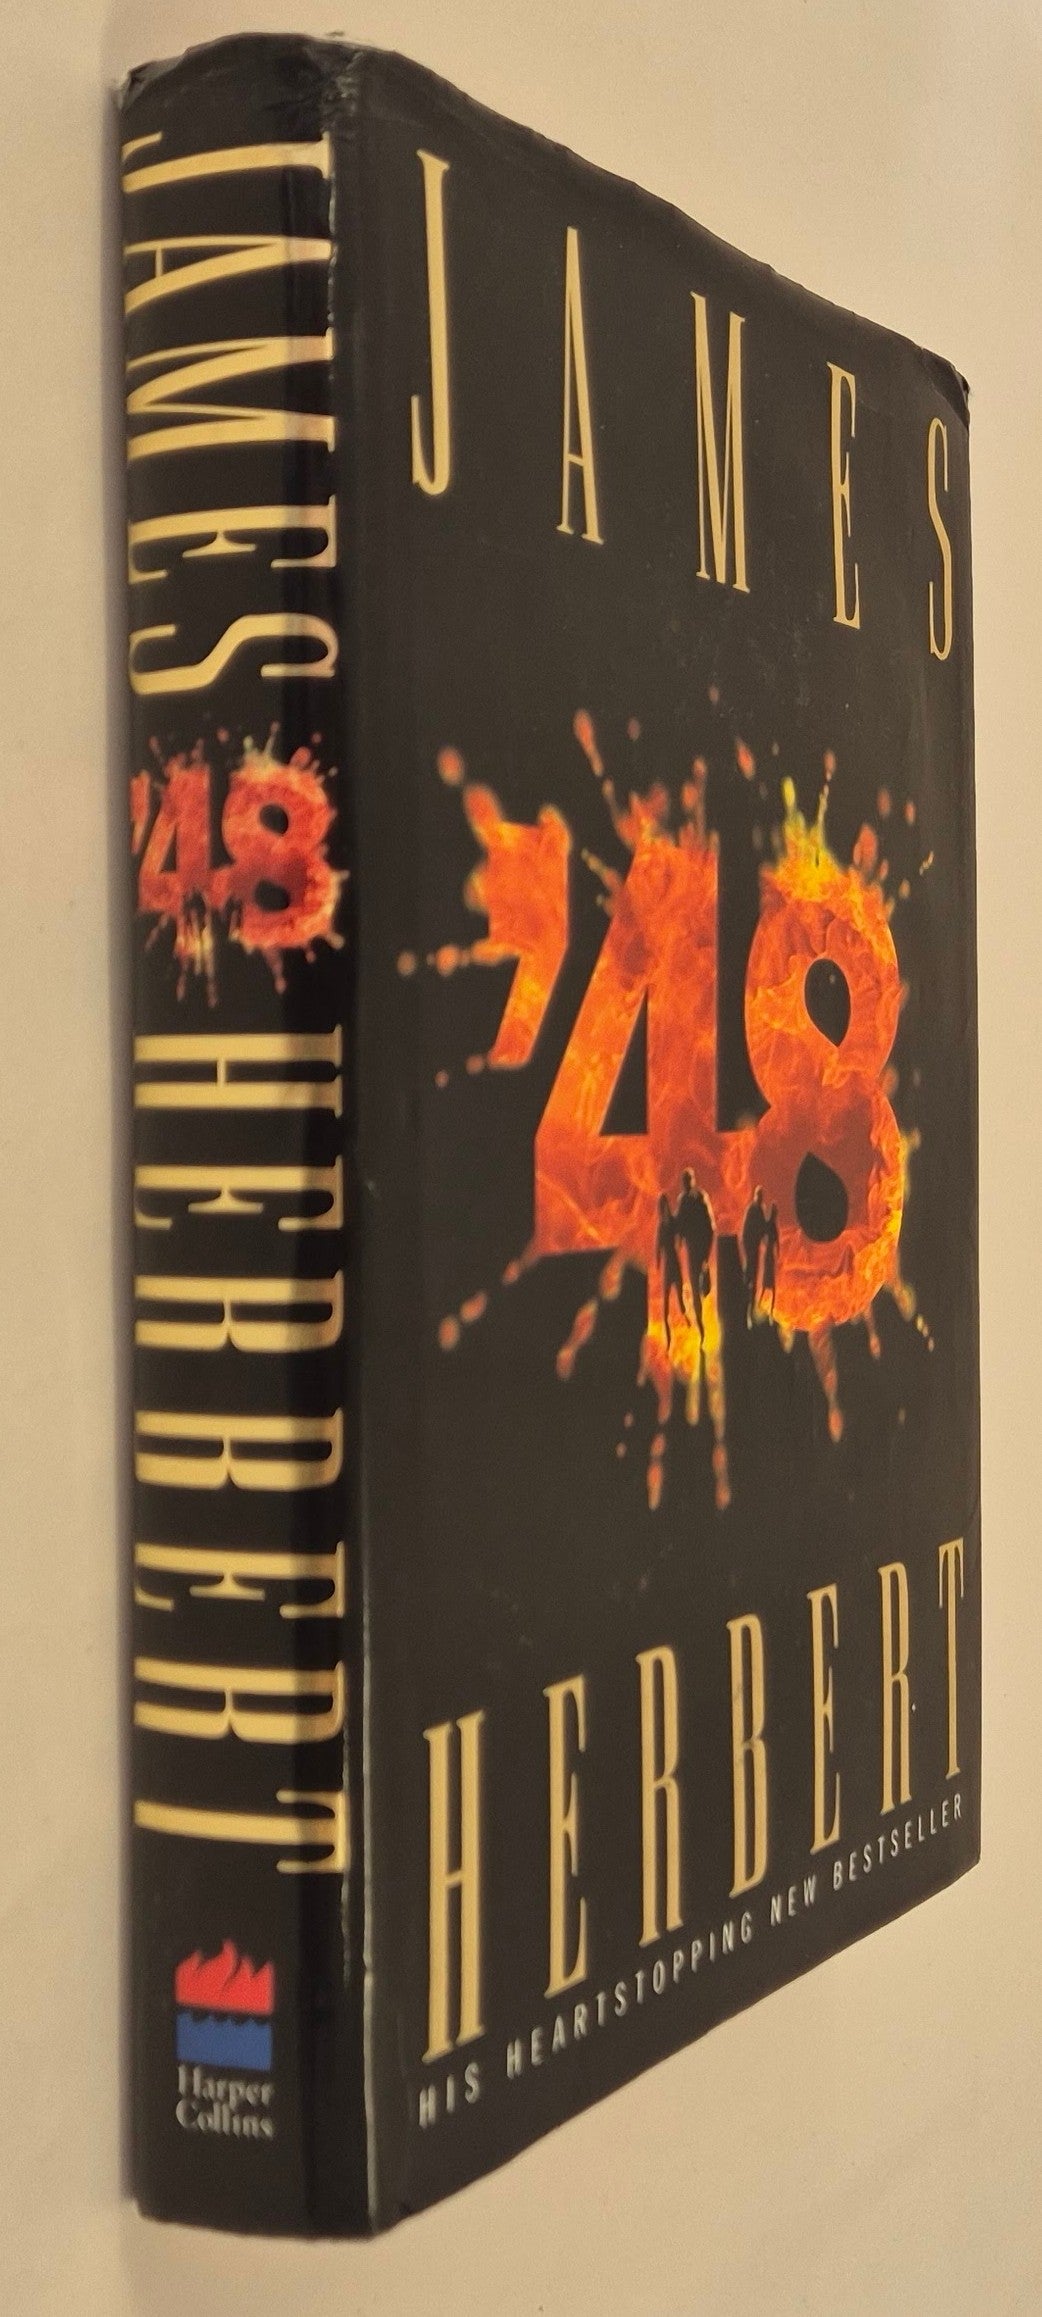 JAMES
'48
HERBERT
Harper
Collins
JAMES
'48
HERBERT
HIS HEARTSTOPPING NEW BESTSELLER